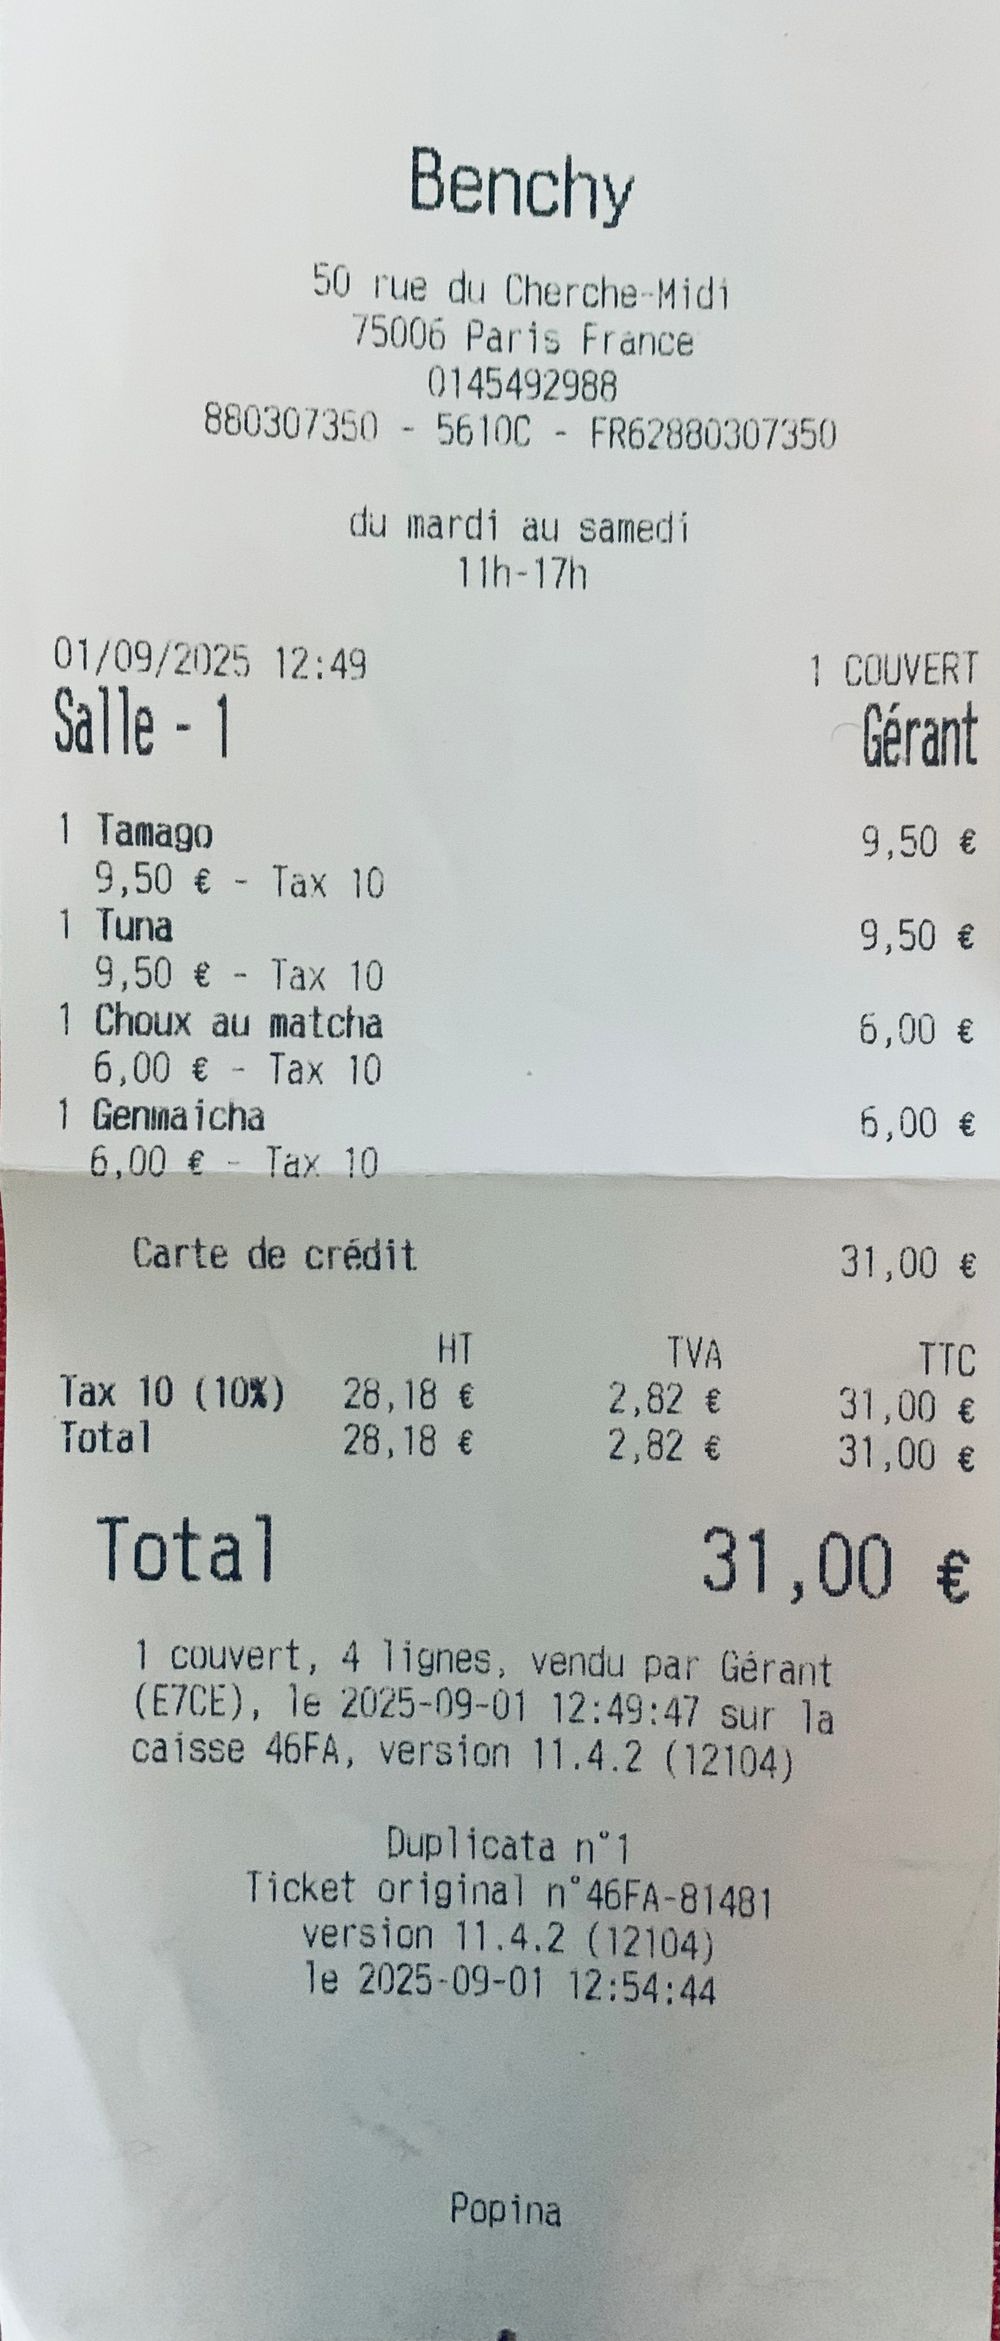 Benchy
50 rue du Cherche-Midi
75006 Paris France
0145492988
880307350 - 5610C - FR62880307350
du mardi au samedi
11h-17h
01/09/2025 12:49 1 COUVERT
Salle - 1 Gérant
1 Tamago 9,50 €
9,50 € - Tax 10
1 Tuna 9,50 €
9,50 € - Tax 10
1 Choux au matcha 6,00 €
6,00 € - Tax 10
1 Genmaicha 6,00 €
6,00 € - Tax 10
Carte de crédit 31,00 €
HT TVA TTC
Tax 10 (10%) 28,18 € 2,82 € 31,00 €
Total 28,18 € 2,82 € 31,00 €
Total 31,00 €
1 couvert, 4 lignes, vendu par Gérant
(E7CE), le 2025-09-01 12:49:47 sur la
caisse 46FA, version 11.4.2 (12104)
Duplicata n°1
Ticket original n°46FA-81481
version 11.4.2 (12104)
le 2025-09-01 12:54:44
Popina